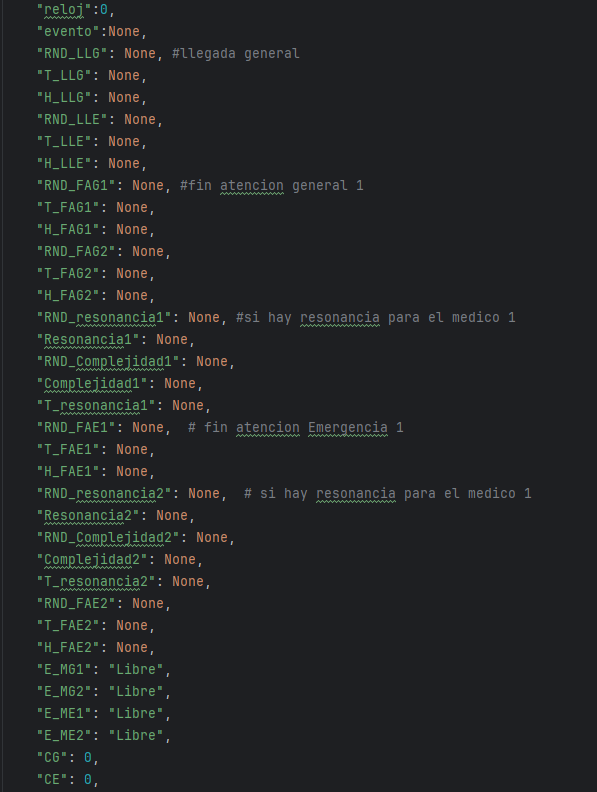 "reloj":0,
"evento":None,
"RND_LLG": None, #llegada general
"T_LLG": None,
"H_LLG": None,
"RND_LLE": None,
"T_LLE": None,
"H_LLE": None,
"RND_FAG1": None, #fin atencion general 1
"T_FAG1": None,
"H_FAG1": None,
"RND_FAG2": None,
"T_FAG2": None,
"H_FAG2": None,
"RND_resonancia1": None, #si hay resonancia para el medico 1
"Resonancia1": None,
"RND_Complejidad1": None,
"Complejidad1": None,
"T_resonancia1": None,
"RND_FAE1": None,  # fin atencion Emergencia 1
"T_FAE1": None,
"H_FAE1": None,
"RND_resonancia2": None,  # si hay resonancia para el medico 1
"Resonancia2": None,
"RND_Complejidad2": None,
"Complejidad2": None,
"T_resonancia2": None,
"RND_FAE2": None,
"T_FAE2": None,
"H_FAE2": None,
"E_MG1": "Libre",
"E_MG2": "Libre",
"E_ME1": "Libre",
"E_ME2": "Libre",
"CG": 0,
"CE": 0,